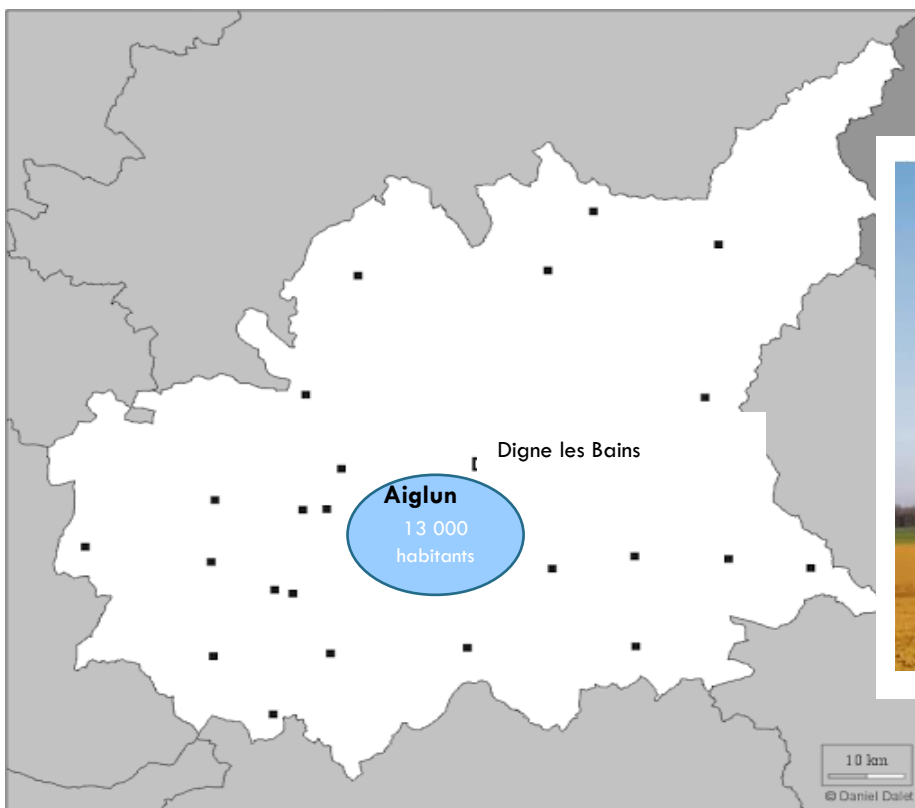 Digne les Bains
Aiglun
13 000
habitants
10 km
© Daniel Dalet